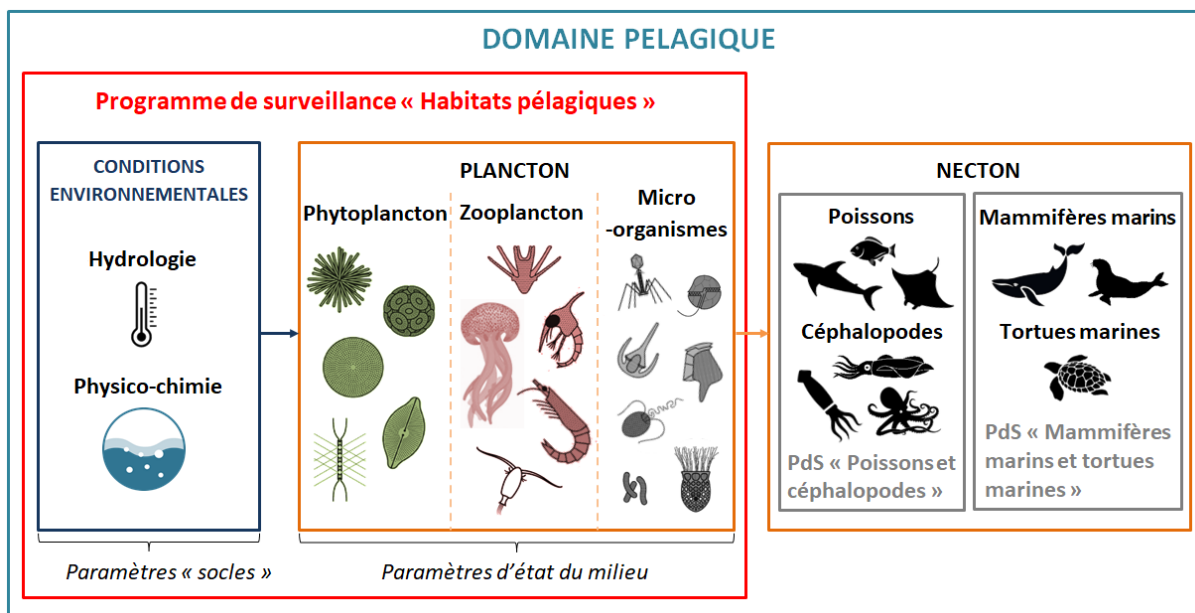 DOMAINE PELAGIQUE
Programme de surveillance « Habitats pélagiques »
CONDITIONS
ENVIRONNEMENTALES
Hydrologie
Physico-chimie
PLANCTON
Phytoplancton
Zooplancton
Micro
-organismes
NECTON
Poissons
Céphalopodes
PdS « Poissons et
céphalopodes »
Mammifères marins
Tortues marines
PdS « Mammifères
marins et tortues
marines »
Paramètres « socles »
Paramètres d'état du milieu